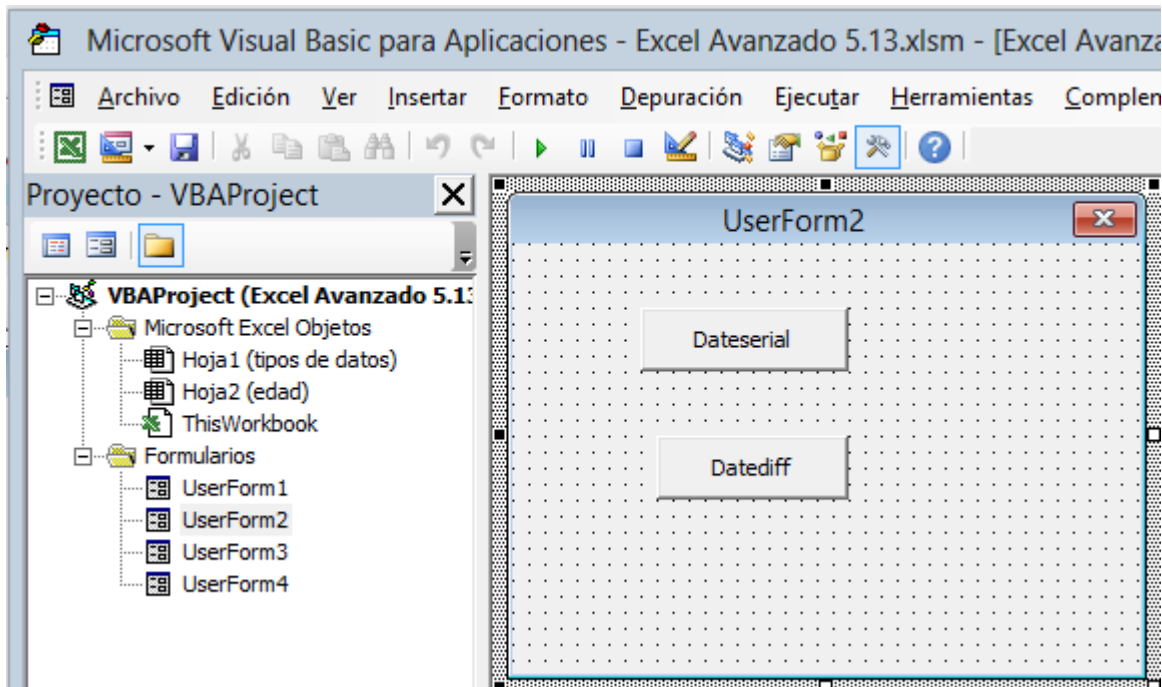 Microsoft Visual Basic para Aplicaciones - Excel Avanzado 5.13.xlsm - [Excel Avanza
Archivo Edición Ver Insertar Formato Depuración Ejecutar Herramientas Complem
Proyecto - VBAProject
UserForm2
VBAProject (Excel Avanzado 5.13
Microsoft Excel Objetos
Hoja1 (tipos de datos)
Hoja2 (edad)
ThisWorkbook
Formularios
UserForm1
UserForm2
UserForm3
UserForm4
Dateserial
Datediff